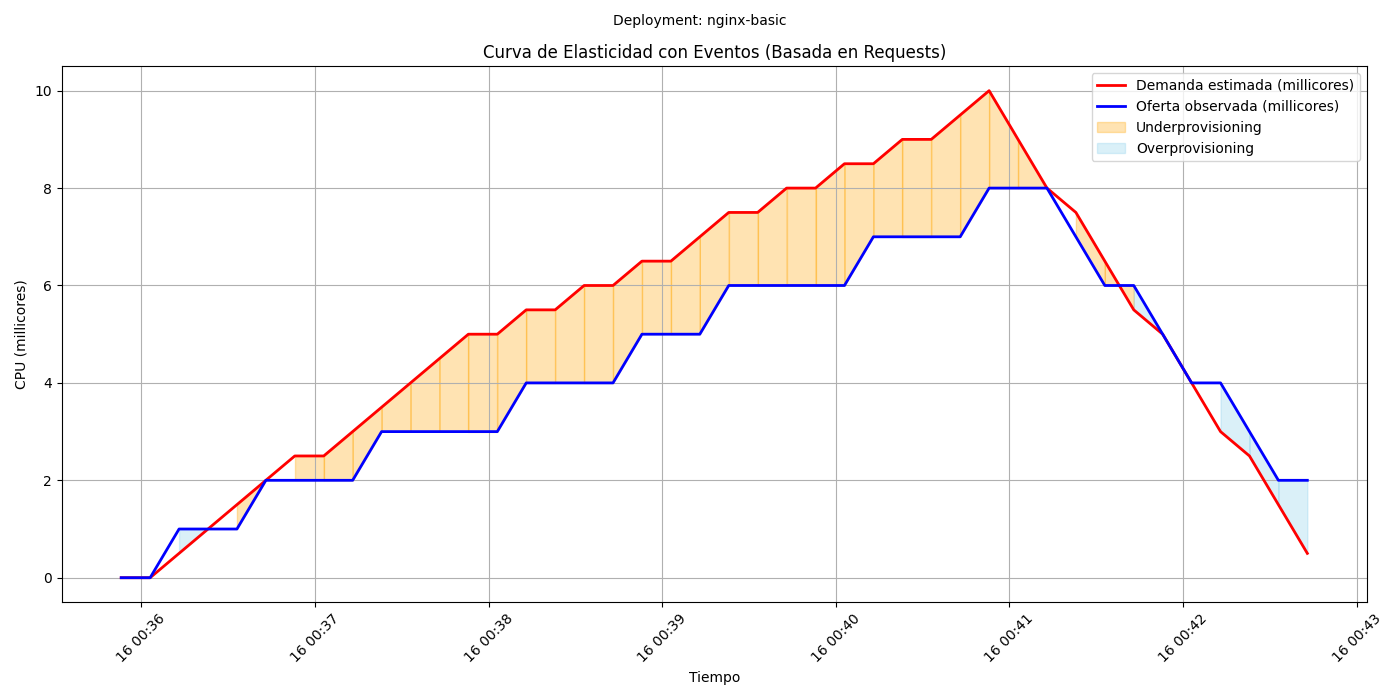 Deployment: nginx-basic
Curva de Elasticidad con Eventos (Basada en Requests)
Demanda estimada (millicores)
Oferta observada (millicores)
Underprovisioning
Overprovisioning
CPU (millicores)
10
8
6
4
2
0
16 00:36
16 00:37
16 00:38
16 00:39
16 00:40
16 00:41
16 00:42
16 00:43
Tiempo